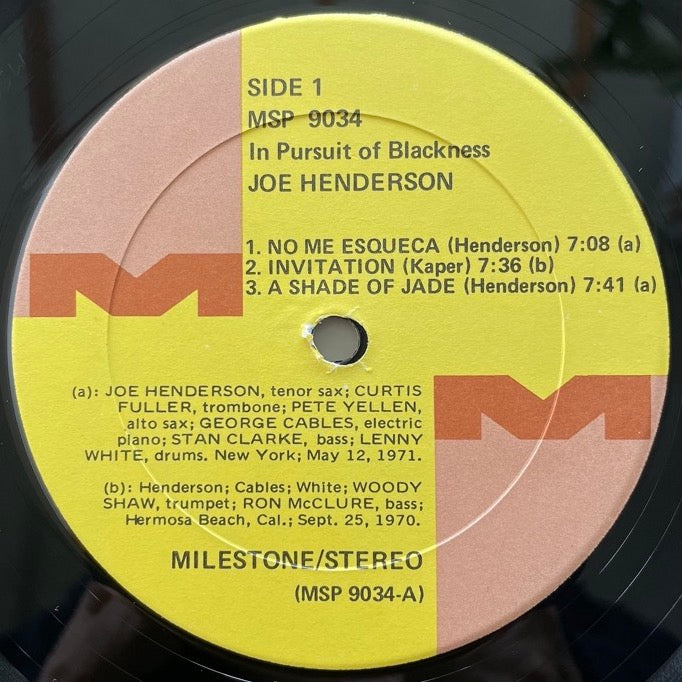 SIDE 1
MSP 9034
In Pursuit of Blackness
JOE HENDERSON
1. NO ME ESQUECA (Henderson) 7:08 (a)
2. INVITATION (Kaper) 7:36 (b)
3. A SHADE OF JADE (Henderson) 7:41 (a)
(a): JOE HENDERSON, tenor sax; CURTIS
FULLER, trombone; PETE YELLEN,
alto sax; GEORGE CABLES, electric
piano; STAN CLARKE, bass; LENNY
WHITE, drums. New York; May 12, 1971.
(b): Henderson; Cables; White; WOODY
SHAW, trumpet; RON McCLURE, bass;
Hermosa Beach, Cal.; Sept. 25, 1970.
MILESTONE/STEREO
(MSP 9034-A)